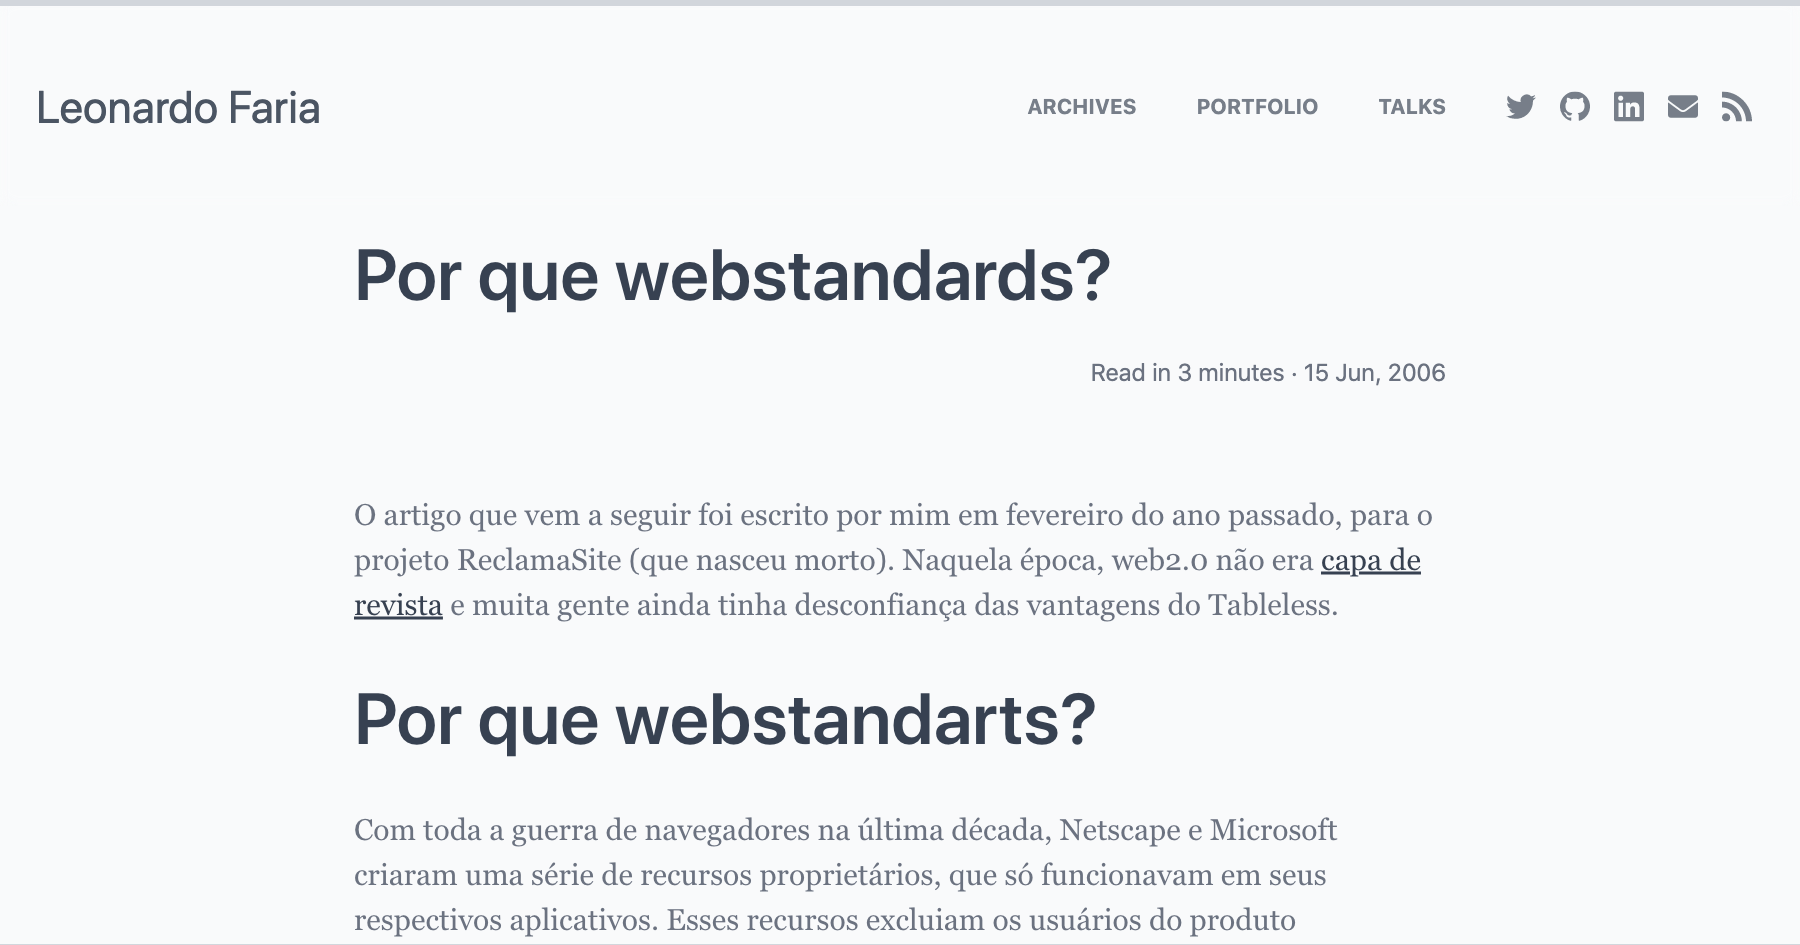 Leonardo Faria
ARCHIVES PORTFOLIO TALKS
Por que webstandards?
Read in 3 minutes · 15 Jun, 2006
O artigo que vem a seguir foi escrito por mim em fevereiro do ano passado, para o
projeto ReclamaSite (que nasceu morto). Naquela época, web2.0 não era capa de
revista e muita gente ainda tinha desconfiança das vantagens do Tableless.
Por que webstandarts?
Com toda a guerra de navegadores na última década, Netscape e Microsoft
criaram uma série de recursos proprietários, que só funcionavam em seus
respectivos aplicativos. Esses recursos excluiam os usuários do produto